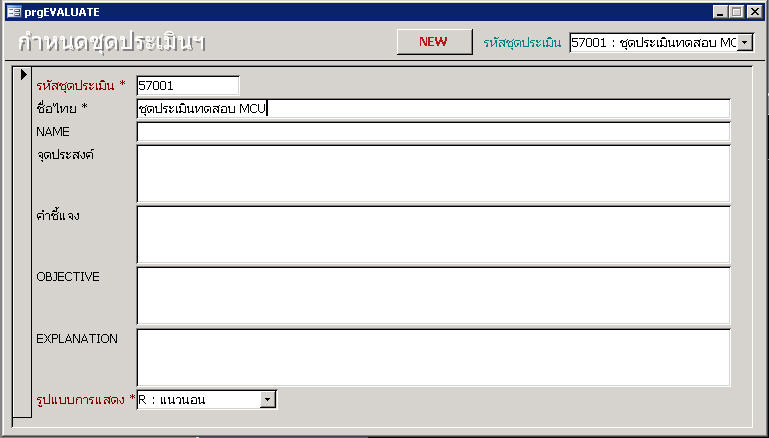 prgEVALUATE
กำหนดชุดประเมินฯ NEW รหัสชุดประเมิน 57001 : ชุดประเมินทดสอบ MC
รหัสชุดประเมิน * 57001
ชื่อไทย * ชุดประเมินทดสอบ MCU
NAME
จุดประสงค์
คำชี้แจง
OBJECTIVE
EXPLANATION
รูปแบบการแสดง * R : แนวนอน